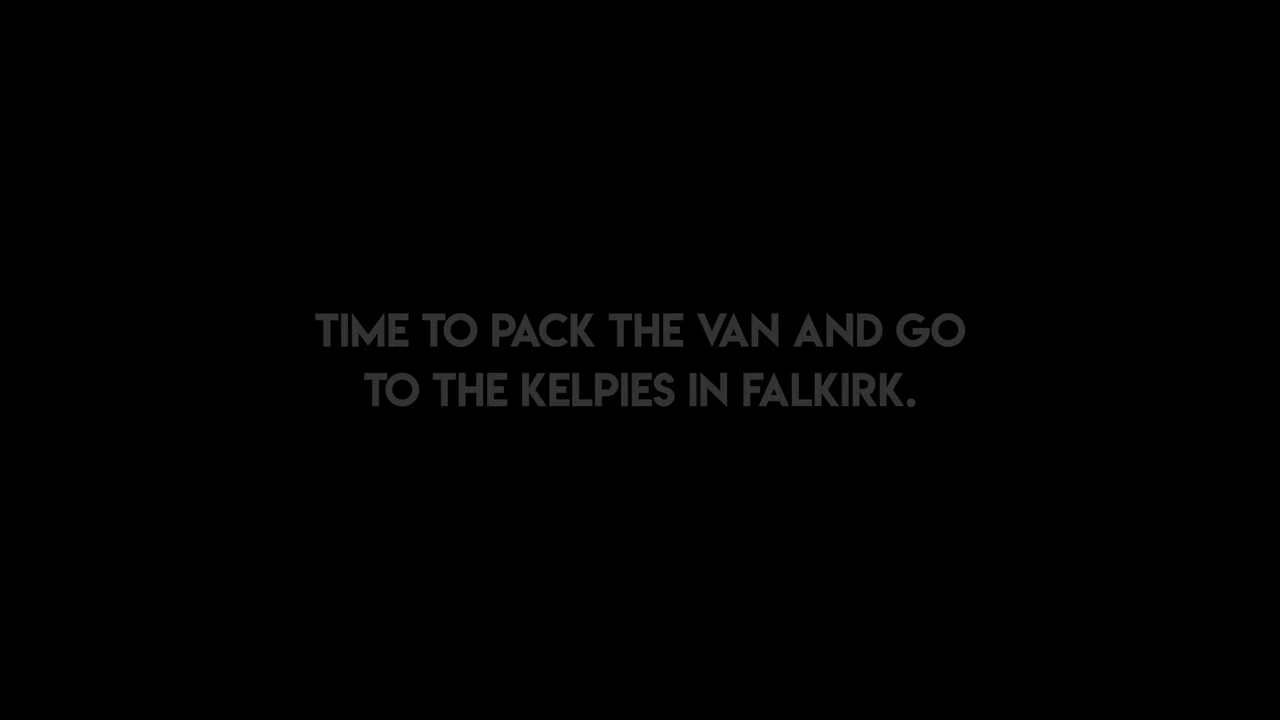 TIME TO PACK THE VAN AND GO
TO THE KELPIES IN FALKIRK.